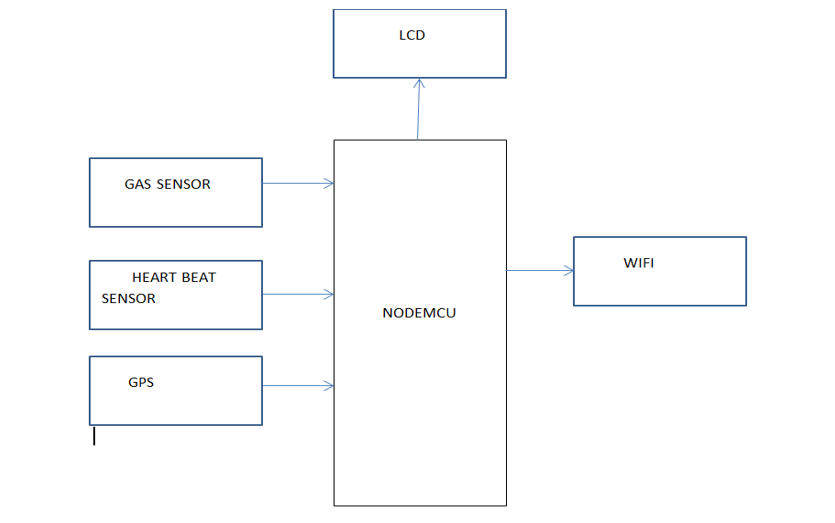 LCD
GAS SENSOR
HEART BEAT
SENSOR
GPS
NODEMCU
WIFI